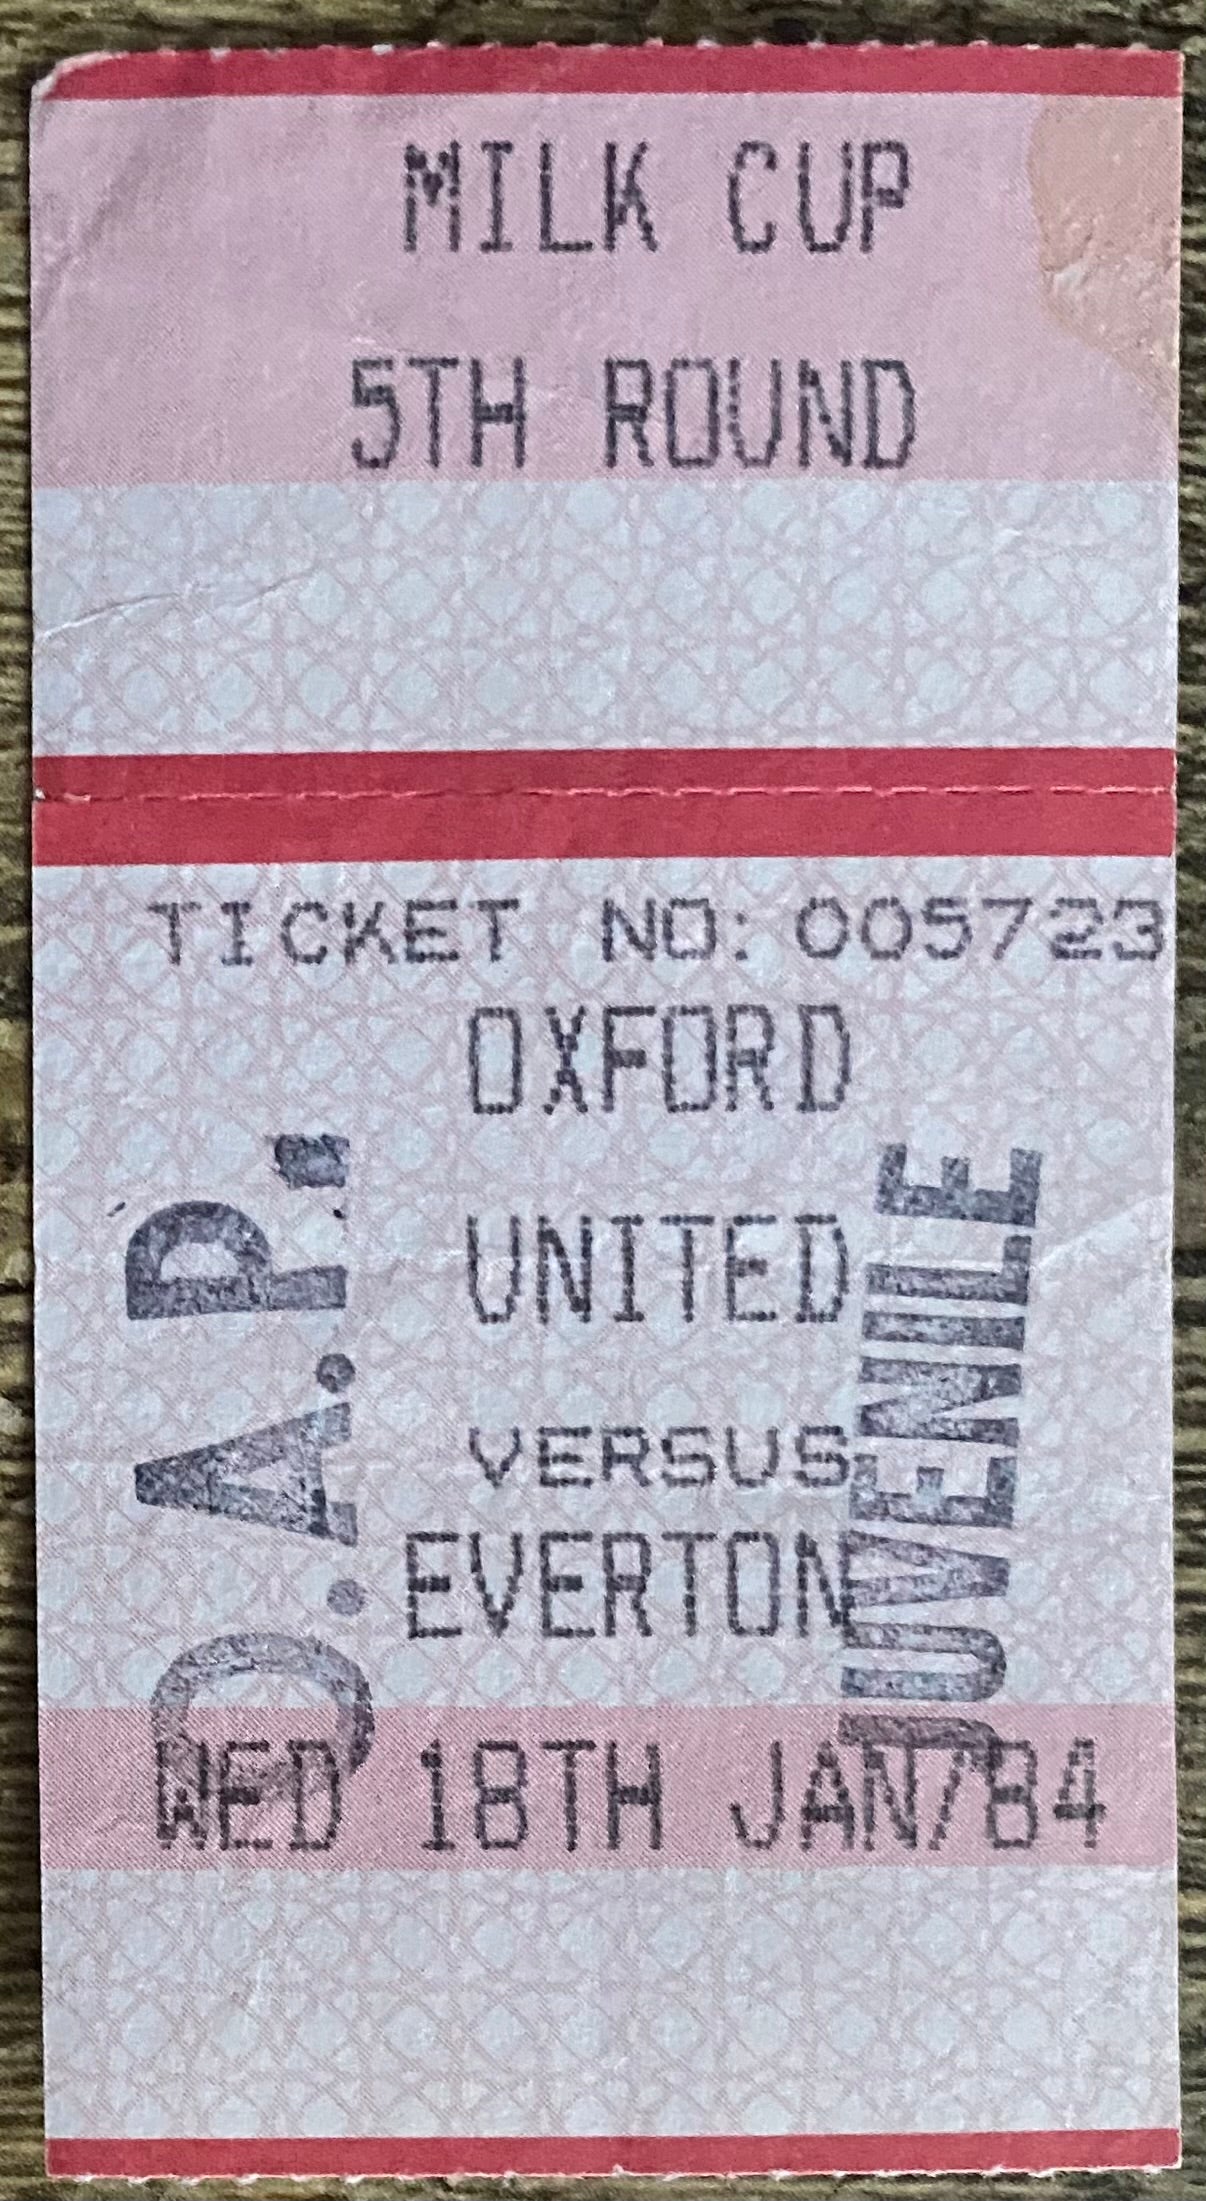 MILK CUP
5TH ROUND
TICKET NO: 005723
OXFORD
UNITED
VERSUS
EVERTON
WED 18TH JAN/84
O.A.P.
JUVENILE